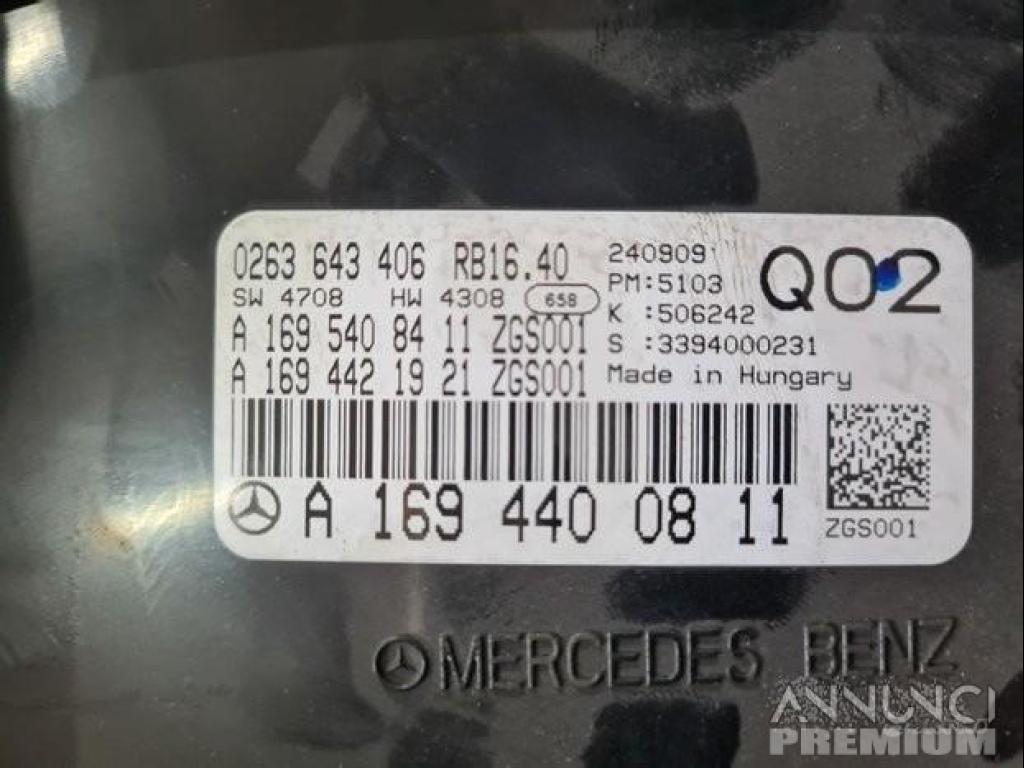 0263 643 406 RB16.40
SW 4708 HW 4308 658
A 169 540 84 11 ZGS001
A 169 442 19 21 ZGS001
240909
PM:5103
K :506242
S :3394000231
Made in Hungary
Q02
A 169 440 08 11
ZGS001
MERCEDES BENZ
ANNUNCI
PREMIUM